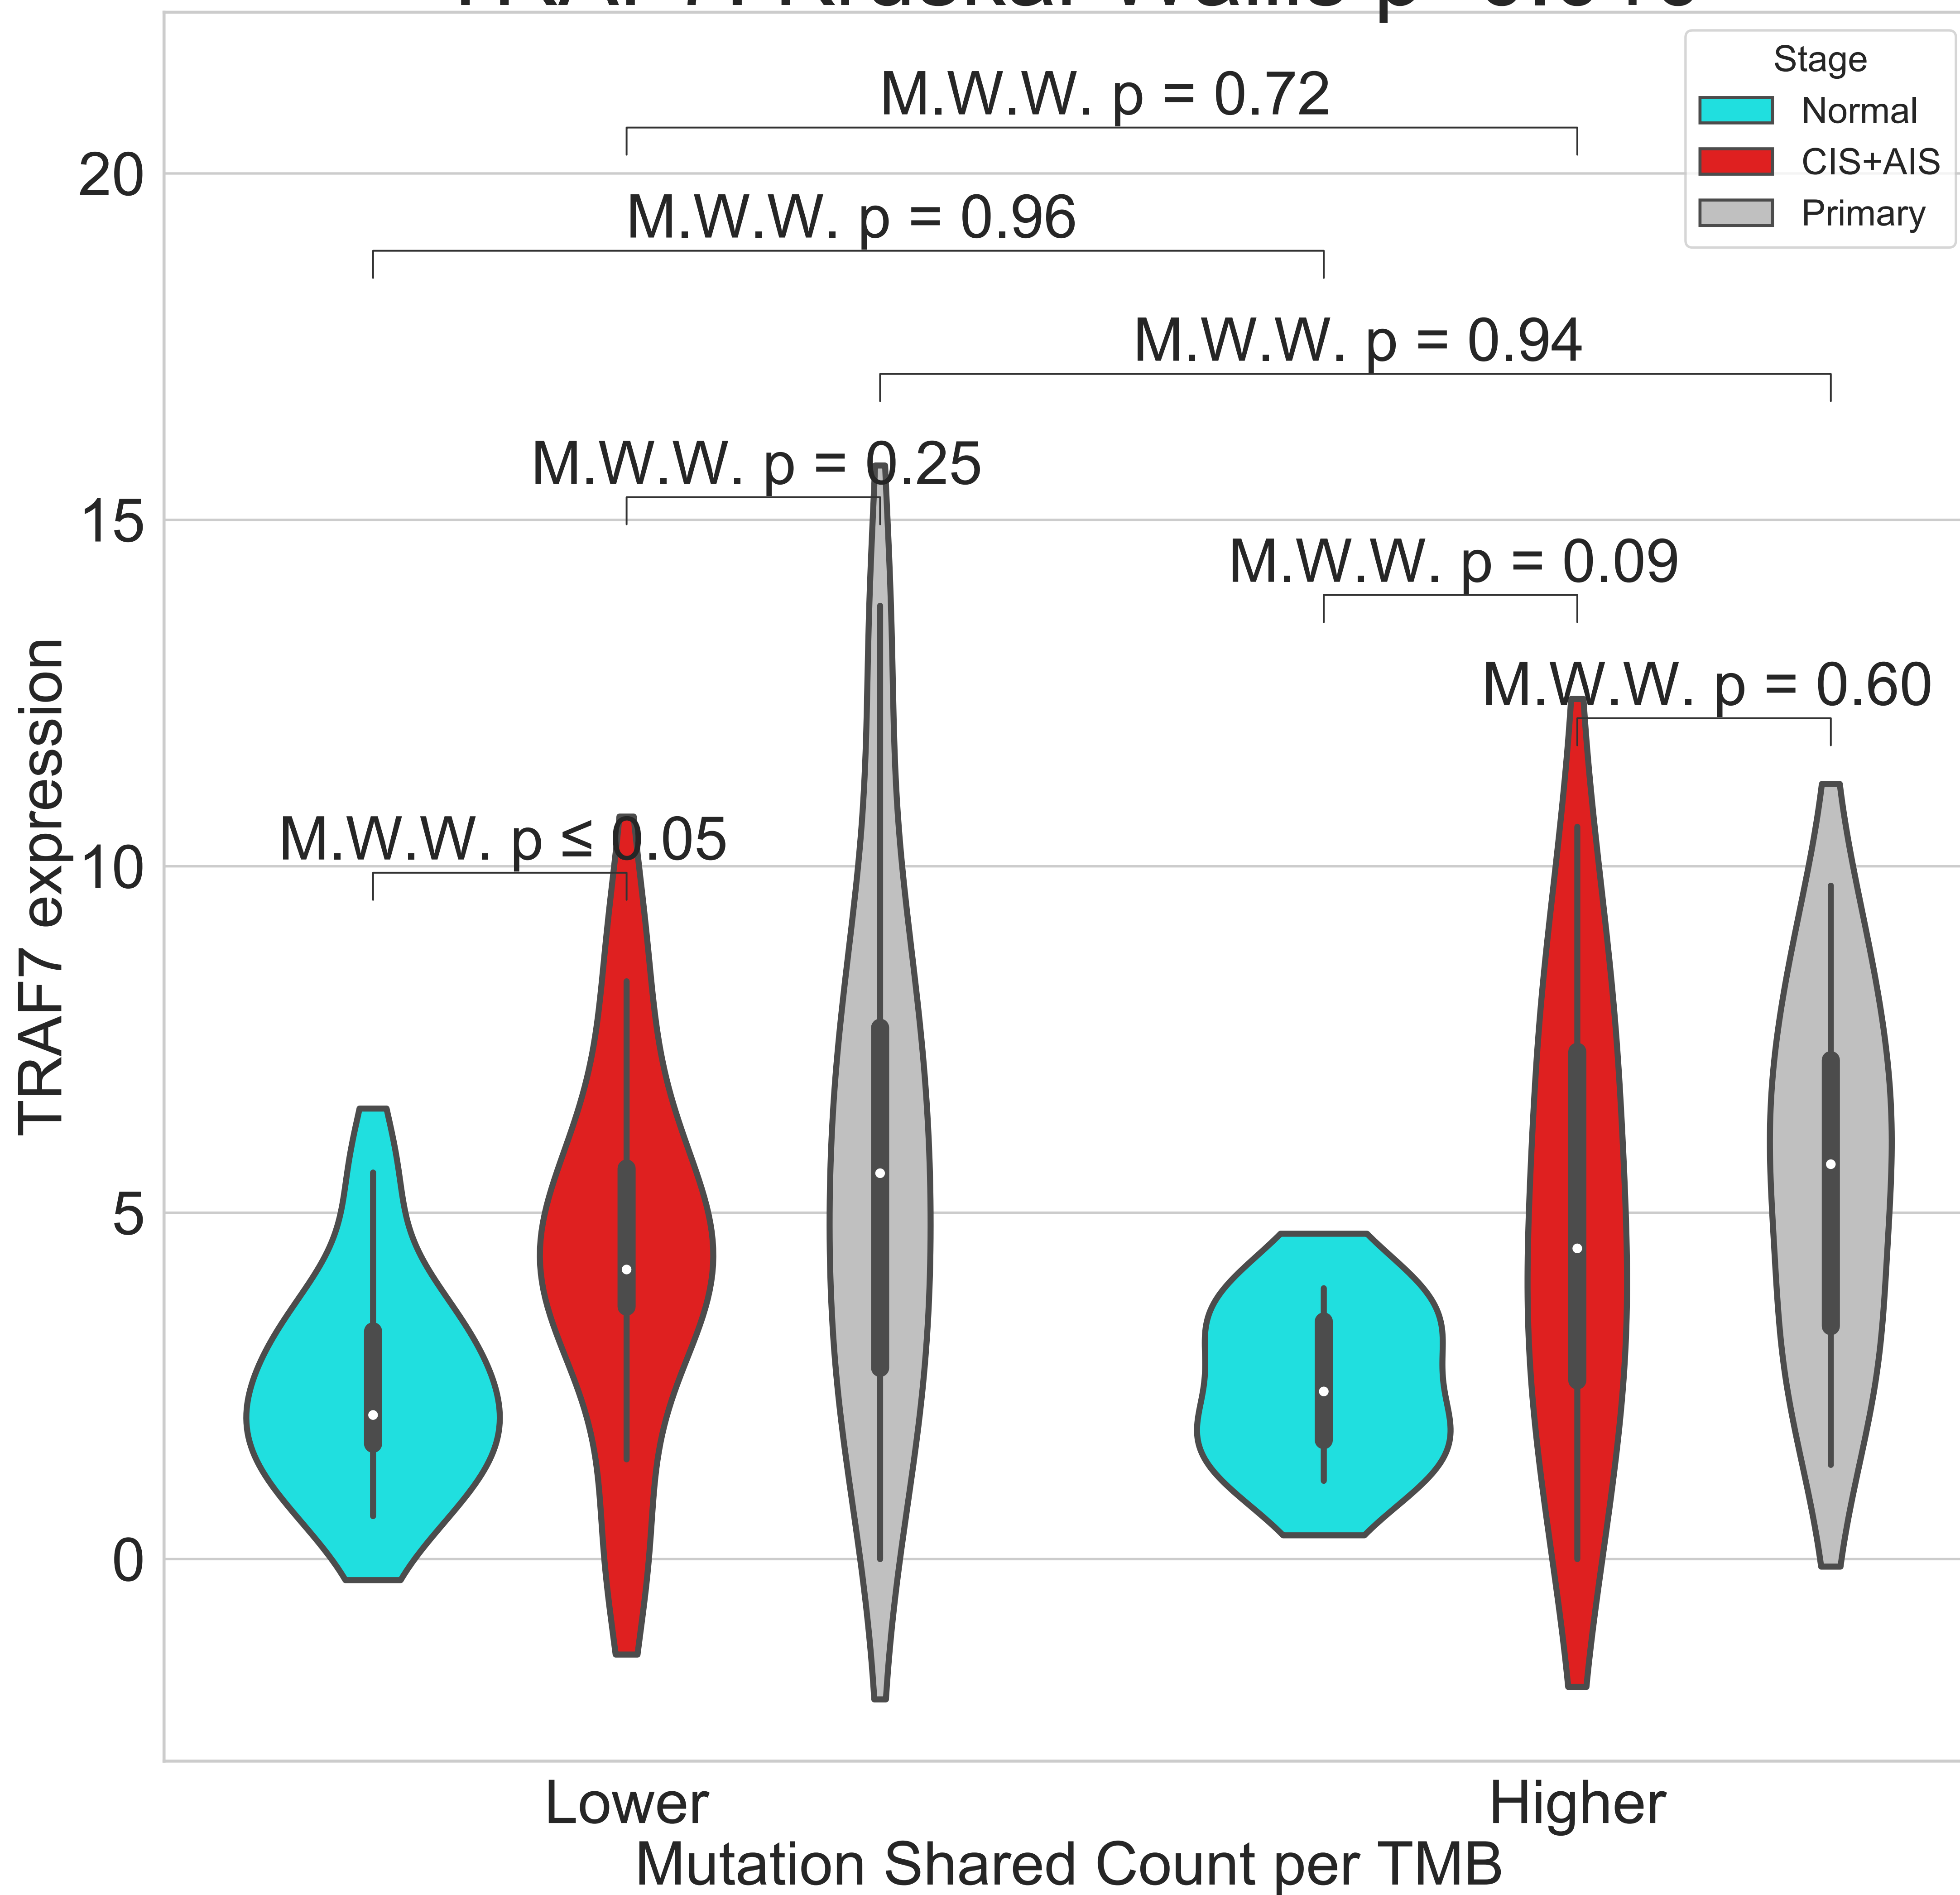 Stage
Normal
CIS+AIS
Primary
M.W.W. p = 0.72
M.W.W. p = 0.96
M.W.W. p = 0.94
M.W.W. p = 0.25
M.W.W. p = 0.09
M.W.W. p = 0.60
M.W.W. p ≤ 0.05
20
15
10
5
0
TRAF7 expression
Lower
Higher
Mutation Shared Count per TMB